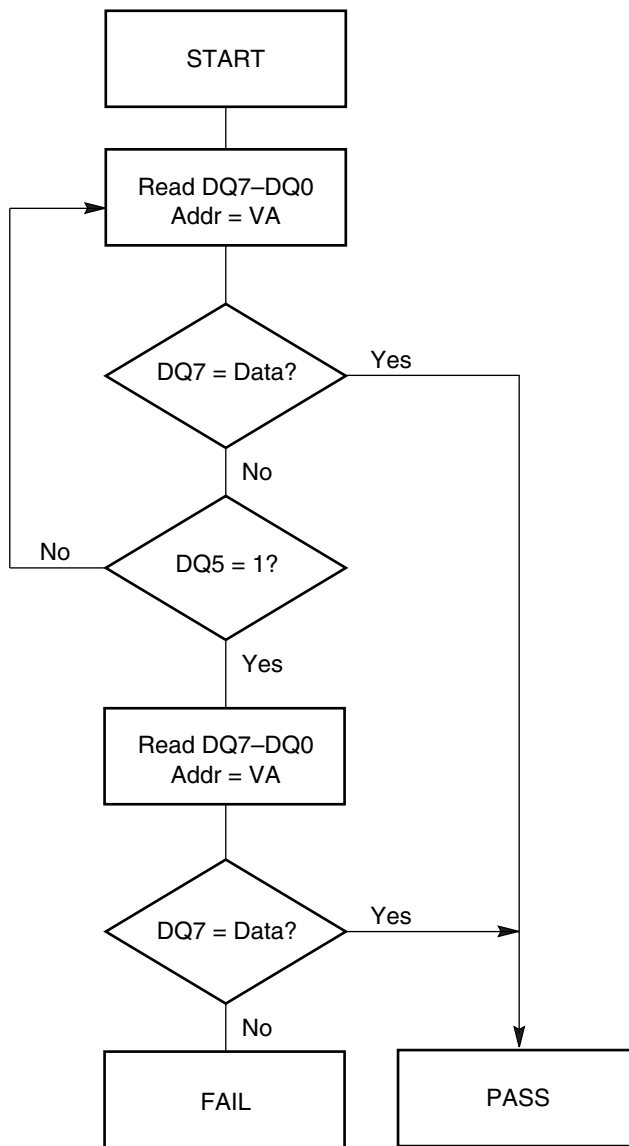 START
Read DQ7–DQ0
Addr = VA
DQ7 = Data?
Yes
No
No
DQ5 = 1?
Yes
Read DQ7–DQ0
Addr = VA
DQ7 = Data?
Yes
No
FAIL
PASS